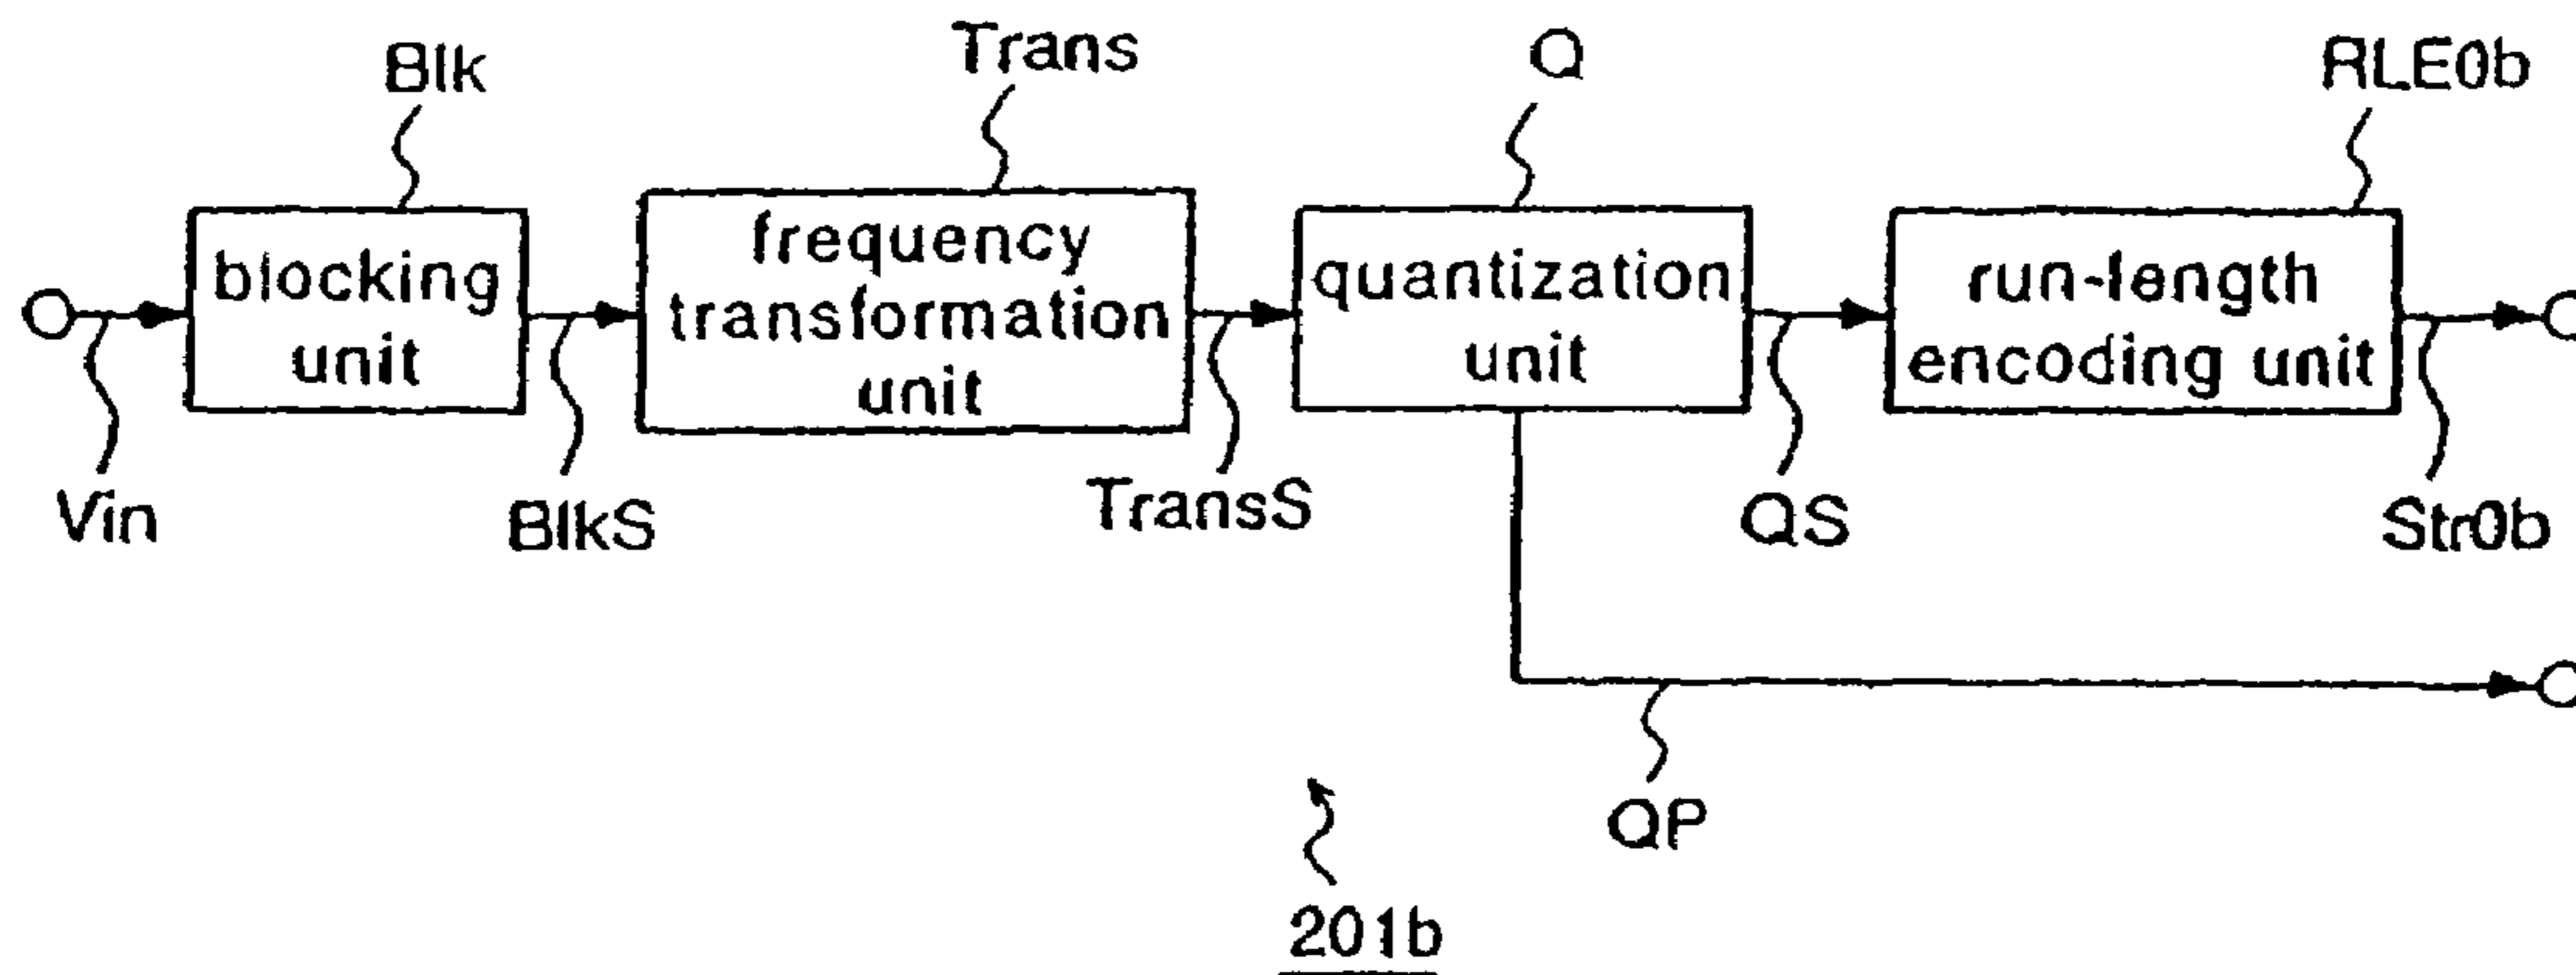 Blk
Trans
Q
RLE0b
blocking
unit
frequency
transformation
unit
quantization
unit
run-length
encoding unit
Vin
BlkS
TransS
QS
Str0b
QP
201b